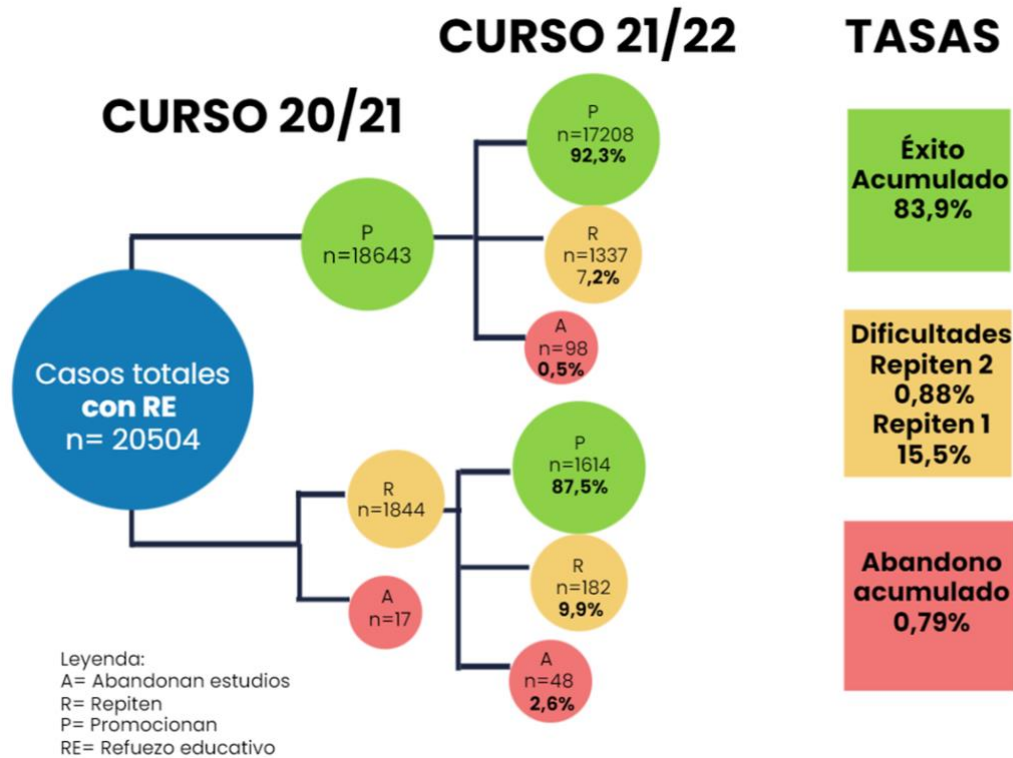 CURSO 20/21
CURSO 21/22
TASAS
Casos totales
con RE
n= 20504
P
n=18643
R
n=1844
A
n=17
P
n=17208
92,3%
R
n=1337
7,2%
A
n=98
0,5%
P
n=1614
87,5%
R
n=182
9,9%
A
n=48
2,6%
Éxito
Acumulado
83,9%
Dificultades
Repiten 2
0,88%
Repiten 1
15,5%
Abandono
acumulado
0,79%
Leyenda:
A= Abandonan estudios
R= Repiten
P= Promocionan
RE= Refuezo educativo